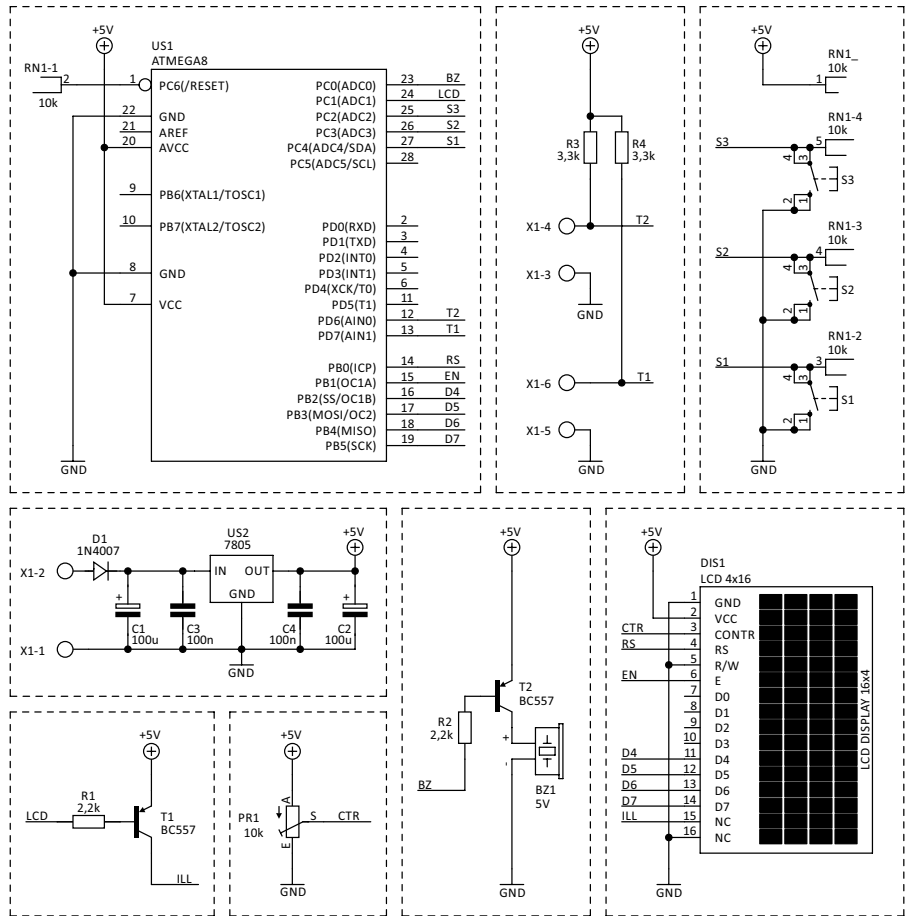 +5V
US1
ATMEGA8
RN1-1
2
10k
1
PC6(/RESET)
22
GND
21
AREF
20
AVCC
9
PB6(XTAL1/TOSC1)
10
PB7(XTAL2/TOSC2)
8
GND
7
VCC
PC0(ADC0)
23
BZ
PC1(ADC1)
24
LCD
PC2(ADC2)
25
S3
PC3(ADC3)
26
S2
PC4(ADC4/SDA)
27
S1
PC5(ADC5/SCL)
28
PD0(RXD)
2
PD1(TXD)
3
PD2(INT0)
4
PD3(INT1)
5
PD4(XCK/T0)
6
PD5(T1)
11
PD6(AIN0)
12
T2
PD7(AIN1)
13
T1
PB0(ICP)
14
RS
PB1(OC1A)
15
EN
PB2(SS/OC1B)
16
D4
PB3(MOSI/OC2)
17
D5
PB4(MISO)
18
D6
PB5(SCK)
19
D7
GND
+5V
R3
3,3k
R4
3,3k
X1-4
T2
X1-3
GND
X1-6
T1
X1-5
GND
+5V
RN1_
10k
1
RN1-4
10k
S3
5
4
3
S3
2
1
RN1-3
10k
S2
4
4
3
S2
2
1
RN1-2
10k
S1
3
4
3
S1
2
1
GND
D1
1N4007
US2
7805
+5V
X1-2
IN
OUT
GND
+
C1
100u
C3
100n
C4
100n
+
C2
100u
X1-1
GND
+5V
R1
2,2k
LCD
T1
BC557
ILL
+5V
A
PR1
10k
S
CTR
E
GND
+5V
T2
BC557
R2
2,2k
BZ
+
-
BZ1
5V
GND
+5V
DIS1
LCD 4x16
1
GND
2
VCC
CTR
3
CONTR
RS
4
RS
5
R/W
EN
6
E
7
D0
8
D1
9
D2
10
D3
D4
11
D4
D5
12
D5
D6
13
D6
D7
14
D7
ILL
15
NC
16
NC
LCD DISPLAY 16x4
GND